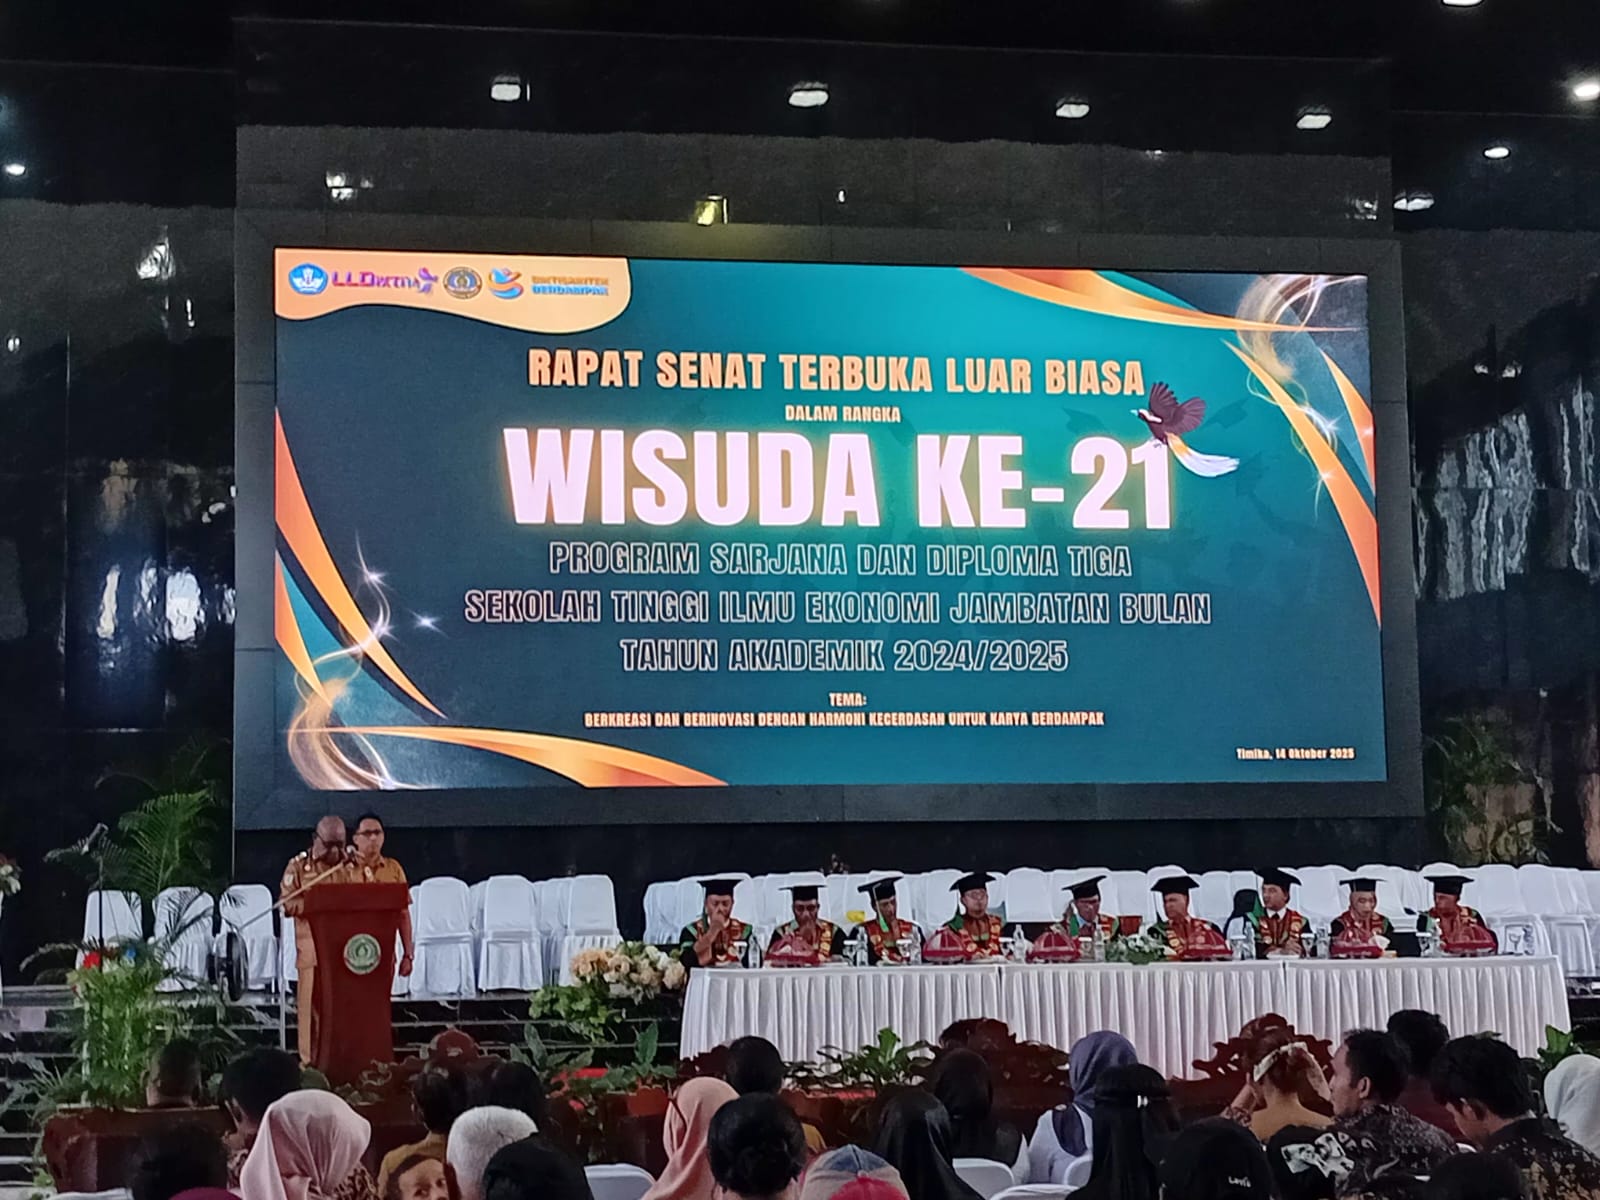 LLDIKTI
DIKTISAINTEK
BERDAMPAK
RAPAT SENAT TERBUKA LUAR BIASA
DALAM RANGKA
WISUDA KE-21
PROGRAM SARJANA DAN DIPLOMA TIGA
SEKOLAH TINGGI ILMU EKONOMI JAMBATAN BULAN
TAHUN AKADEMIK 2024/2025
TEMA:
BERKREASI DAN BERINOVASI DENGAN HARMONI KECERDASAN UNTUK KARYA BERDAMPAK
Timika, 14 Oktober 2025